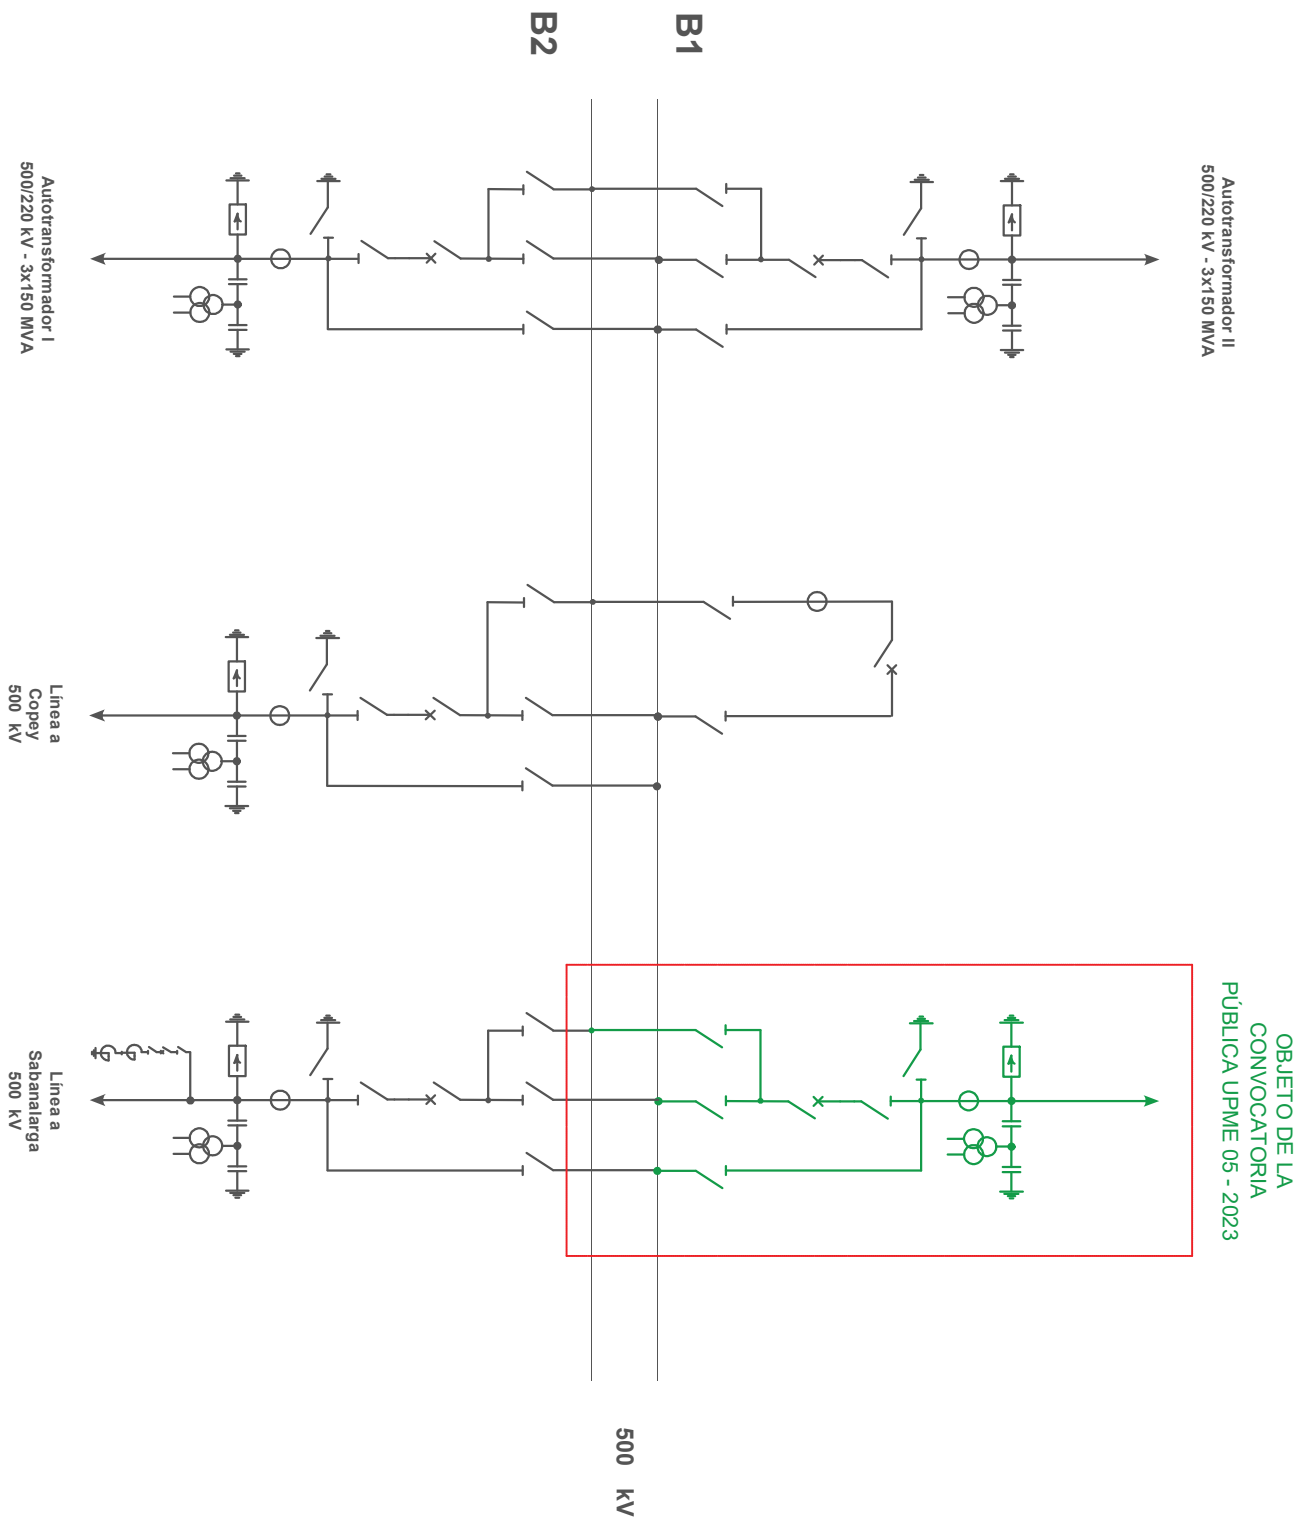 B1
B2
Autotransformador II
500/220 kV - 3x150 MVA
Autotransformador I
500/220 kV - 3x150 MVA
Línea a
Copey
500 kV
OBJETO DE LA
CONVOCATORIA
PÚBLICA UPME 05 - 2023
Línea a
Sabanalarga
500 kV
500 kV